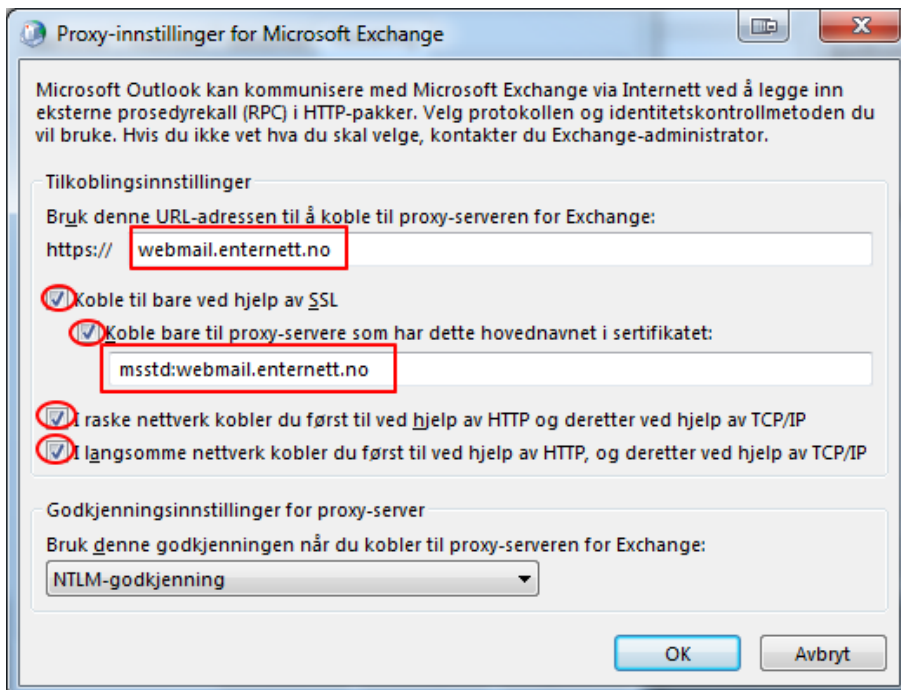 Proxy-innstillinger for Microsoft Exchange
Microsoft Outlook kan kommunisere med Microsoft Exchange via Internett ved å legge inn
eksterne prosedyrekall (RPC) i HTTP-pakker. Velg protokollen og identitetskontrollmetoden du
vil bruke. Hvis du ikke vet hva du skal velge, kontakter du Exchange-administrator.
Tilkoblingsinnstillinger
Bruk denne URL-adressen til å koble til proxy-serveren for Exchange:
https:// webmail.enternett.no
Koble til bare ved hjelp av SSL
Koble bare til proxy-servere som har dette hovednavnet i sertifikatet:
msstd:webmail.enternett.no
I raske nettverk kobler du først til ved hjelp av HTTP og deretter ved hjelp av TCP/IP
I langsomme nettverk kobler du først til ved hjelp av HTTP, og deretter ved hjelp av TCP/IP
Godkjenningsinnstillinger for proxy-server
Bruk denne godkjenningen når du kobler til proxy-serveren for Exchange:
NTLM-godkjenning
OK Avbryt